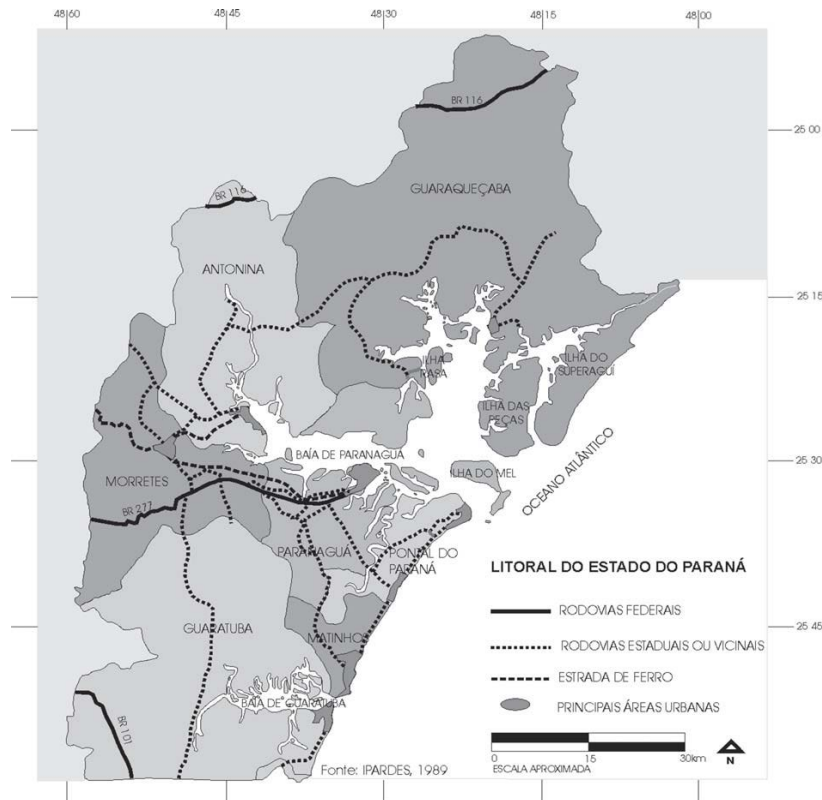 48|60
48|45
48|30
48|15
48|00
BR 116
25 00
GUARAQUEÇABA
BR 116
ANTONINA
25 15
ILHA RASA
ILHA DO SUPERAGUÍ
ILHA DAS PEÇAS
BAÍA DE PARANAGUÁ
25 30
ILHA DO MEL
OCEANO ATLÂNTICO
MORRETES
BR 277
PARANAGUÁ
PONTAL DO PARANÁ
LITORAL DO ESTADO DO PARANÁ
RODOVIAS FEDERAIS
GUARATUBA
25 45
MATINHOS
RODOVIAS ESTADUAIS OU VICINAIS
ESTRADA DE FERRO
BAÍA DE GUARATUBA
PRINCIPAIS ÁREAS URBANAS
BR 101
0 15 30km
ESCALA APROXIMADA
N
Fonte: IPARDES, 1989